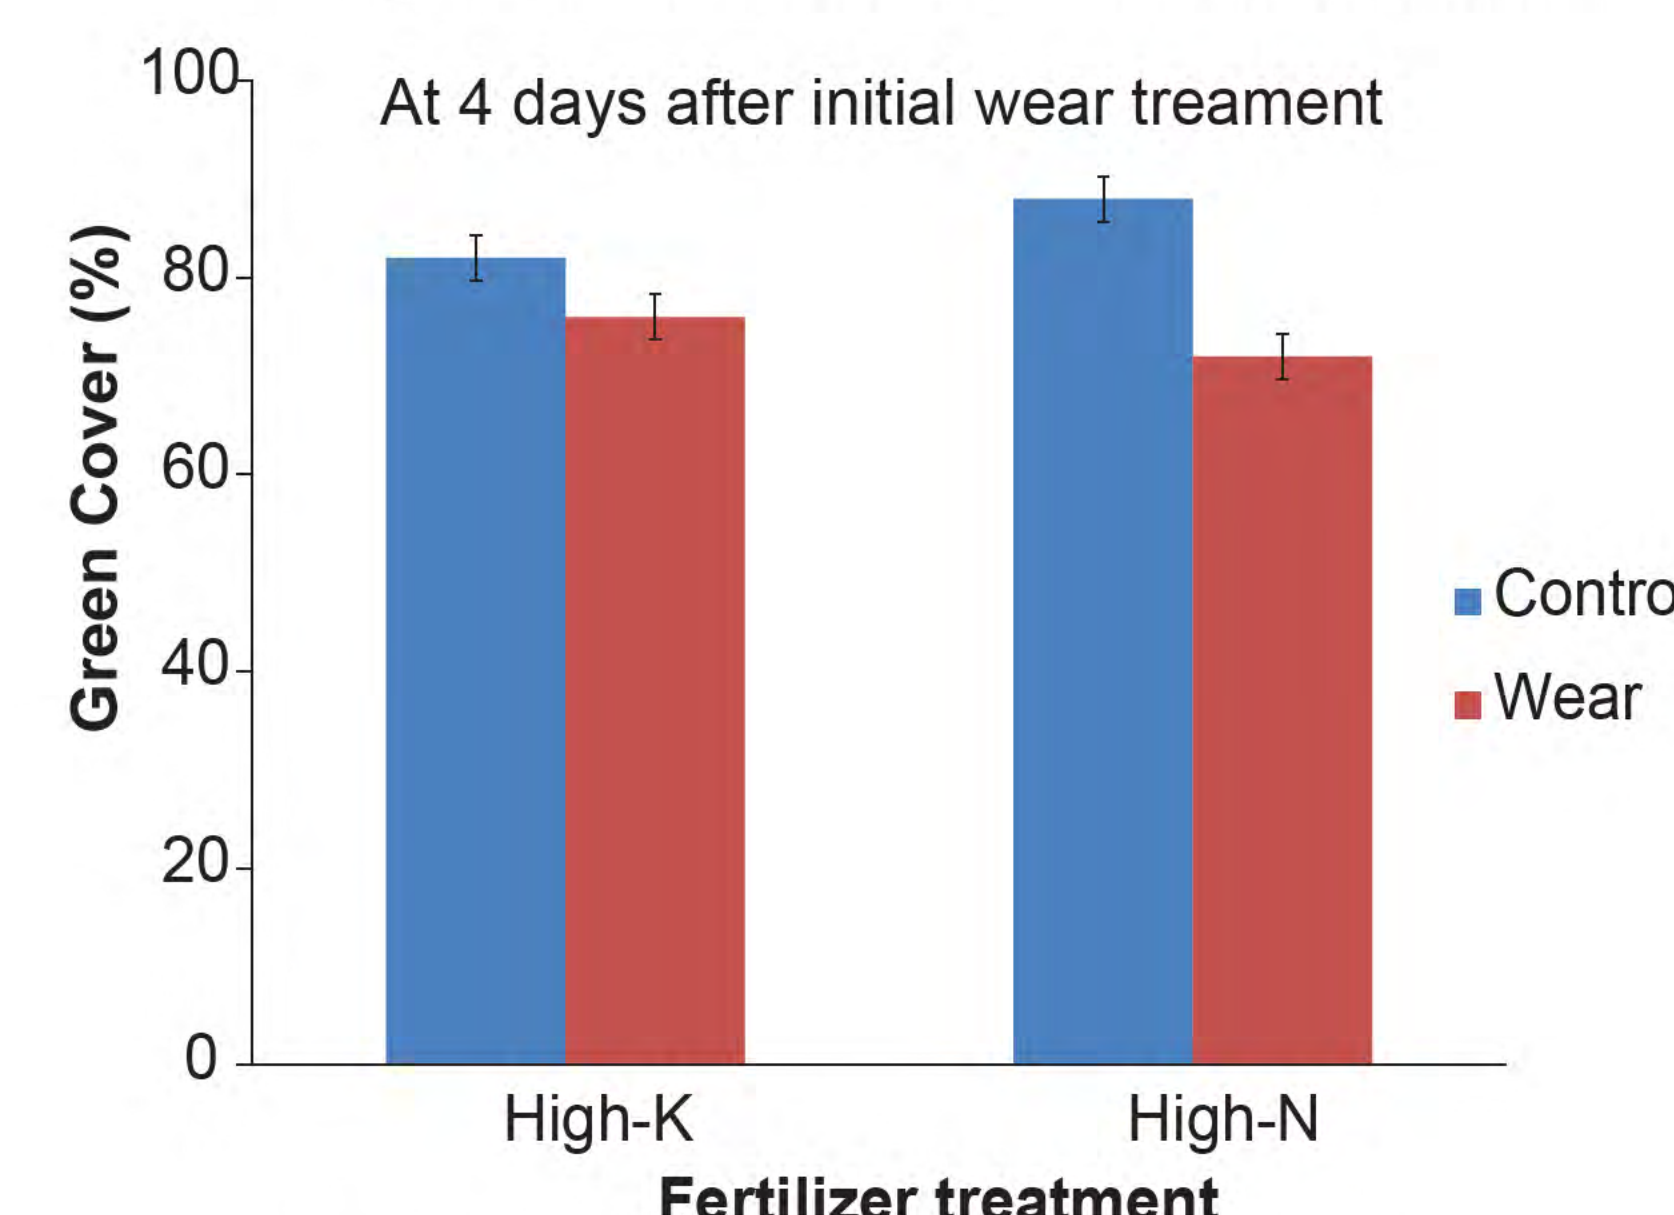 At 4 days after initial wear treament
100
80
60
40
20
0
Green Cover (%)
Contro
Wear
High-K
High-N
Fertilizer treatment